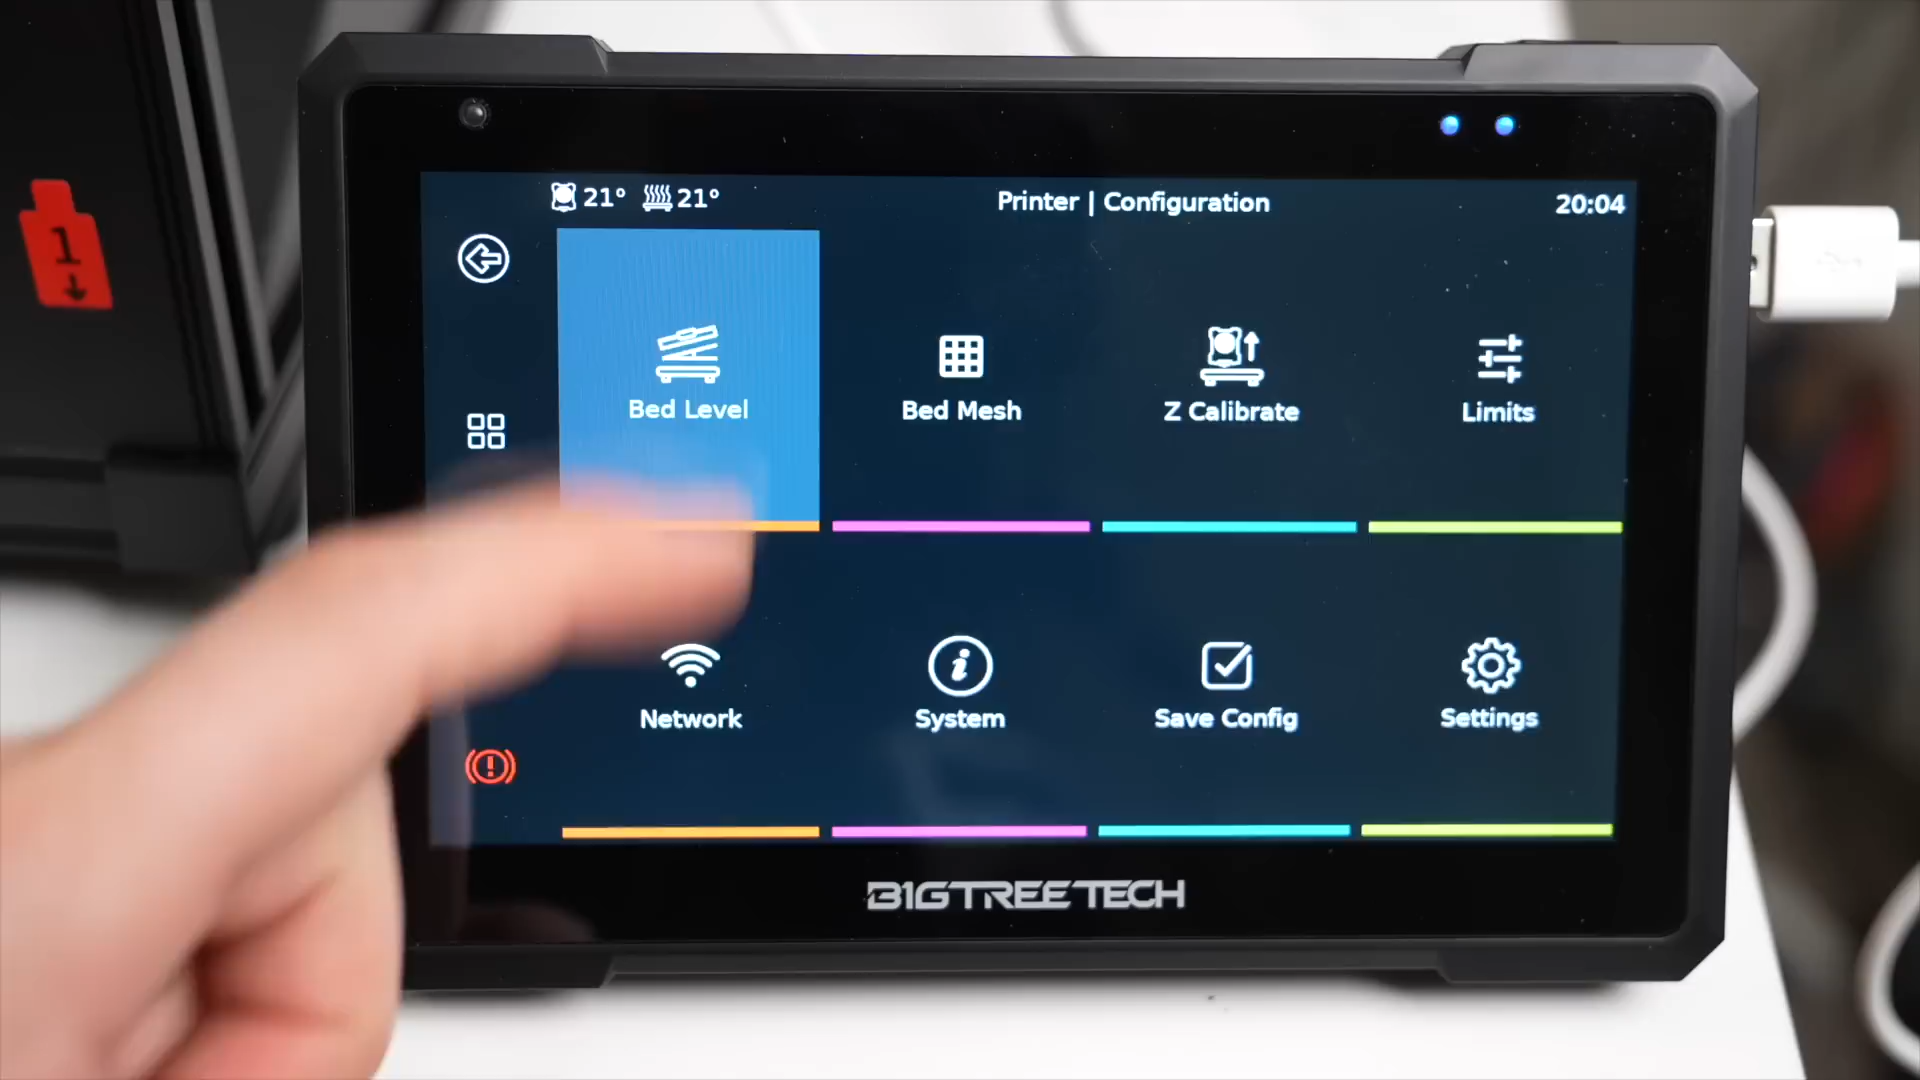 21° 21° Printer | Configuration 20:04
1
Bed Level Bed Mesh Z Calibrate Limits
Network System Save Config Settings
BIGTREETECH